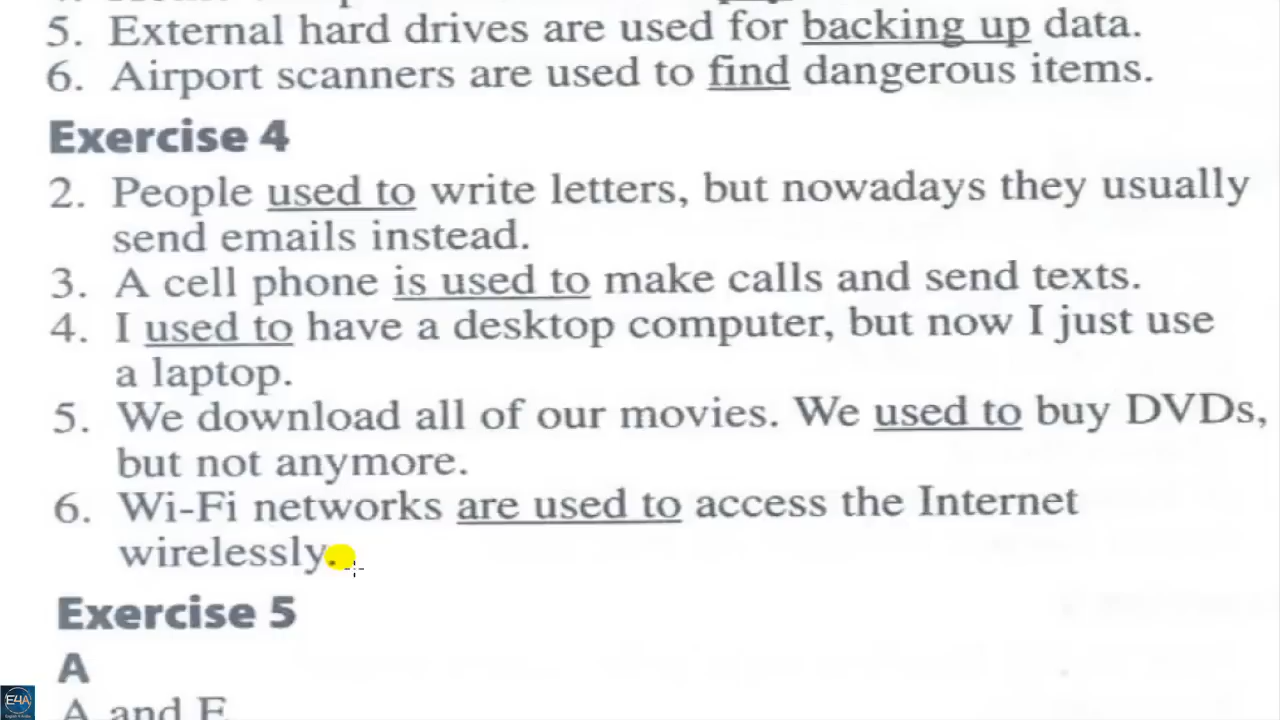 5. External hard drives are used for backing up data.
6. Airport scanners are used to find dangerous items.
Exercise 4
2. People used to write letters, but nowadays they usually
send emails instead.
3. A cell phone is used to make calls and send texts.
4. I used to have a desktop computer, but now I just use
a laptop.
5. We download all of our movies. We used to buy DVDs,
but not anymore.
6. Wi-Fi networks are used to access the Internet
wirelessly.
Exercise 5
A
A and E
E4A